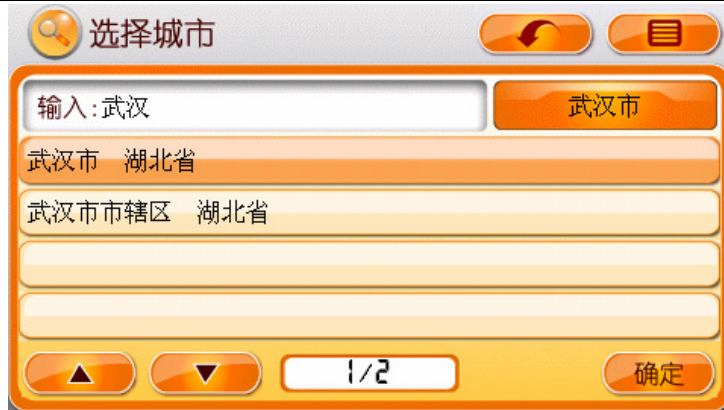 选择城市
输入:武汉
武汉市
武汉市 湖北省
武汉市市辖区 湖北省
1/2
确定